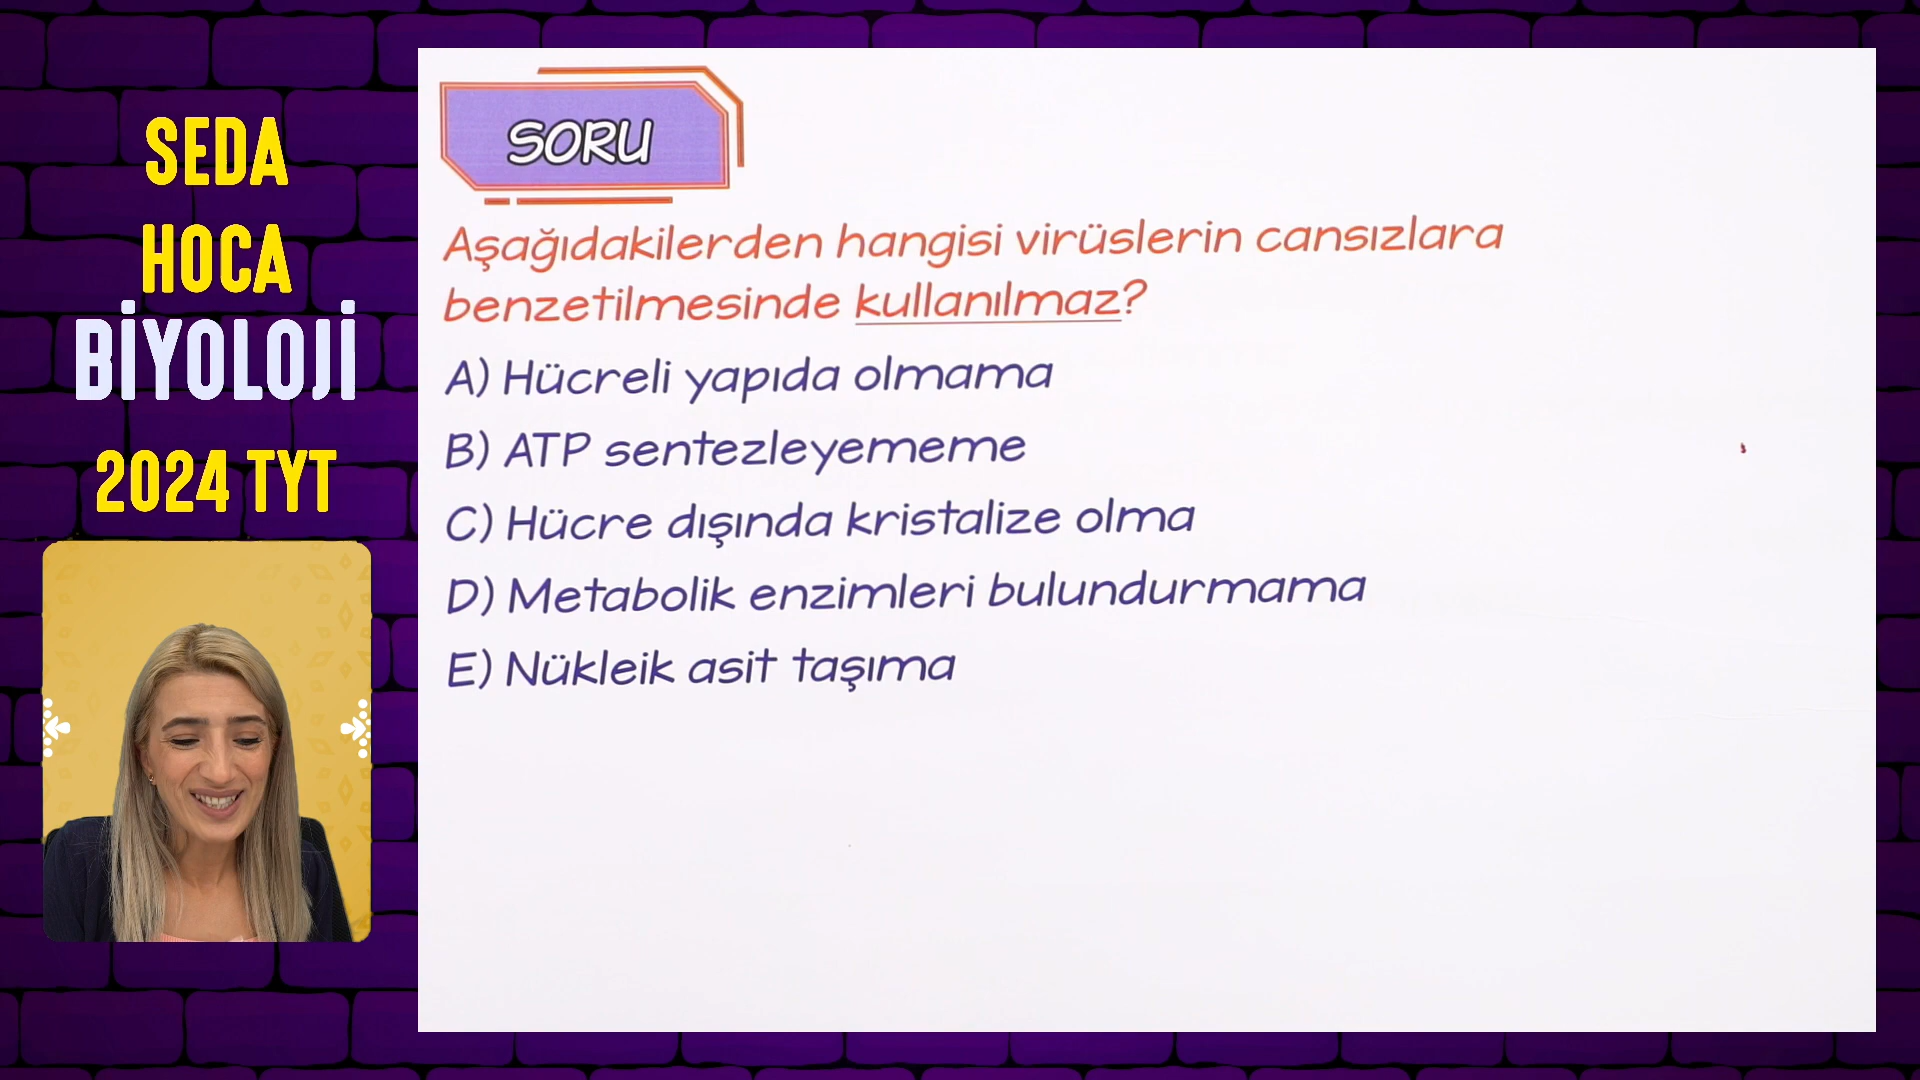 SEDA
HOCA
BİYOLOJİ
2024 TYT
SORU
Aşağıdakilerden hangisi virüslerin cansızlara
benzetilmesinde kullanılmaz?
A) Hücreli yapıda olmama
B) ATP sentezleyememe
C) Hücre dışında kristalize olma
D) Metabolik enzimleri bulundurmama
E) Nükleik asit taşıma